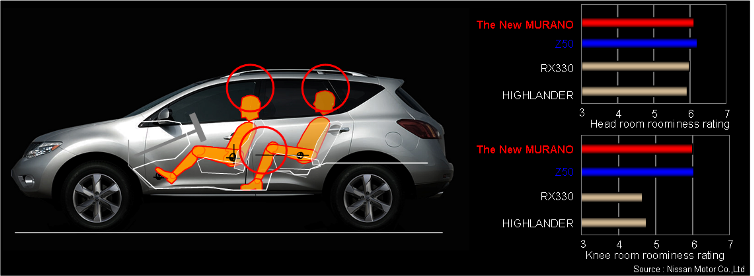 The New MURANO
Z50
RX330
HIGHLANDER
3 4 5 6 7
Head room roominess rating
The New MURANO
Z50
RX330
HIGHLANDER
3 4 5 6 7
Knee room roominess rating
Source : Nissan Motor Co.,Ltd